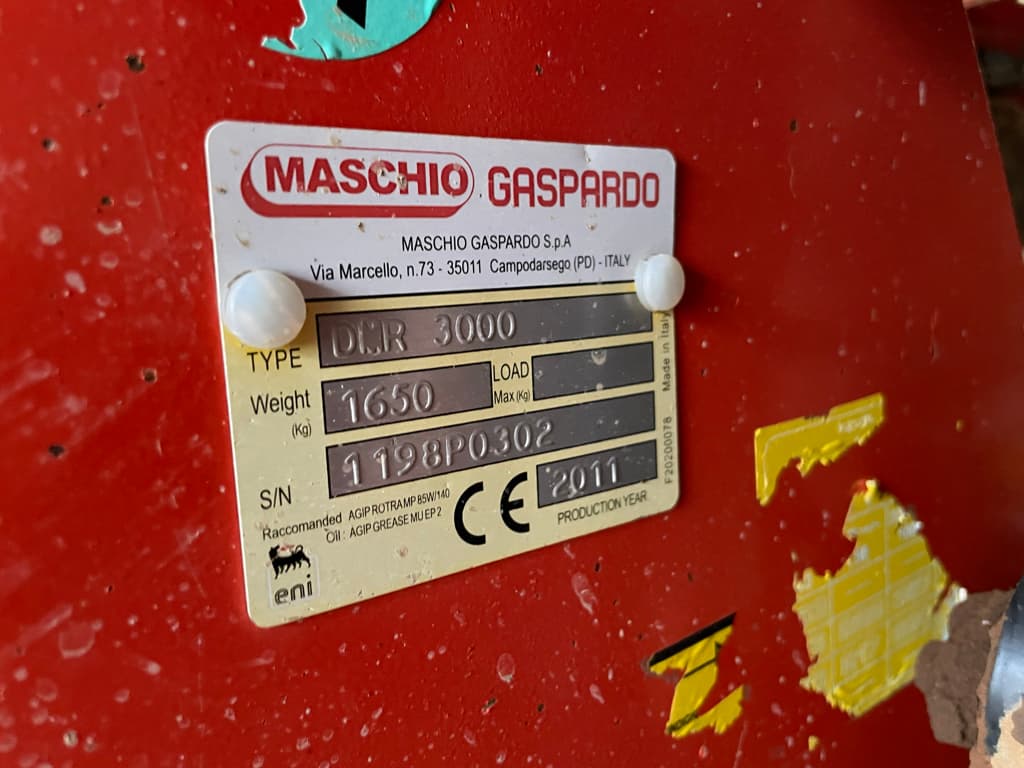 MASCHIO GASPARDO
MASCHIO GASPARDO S.p.A
Via Marcello, n.73 - 35011 Campodarsego (PD) - ITALY
TYPE 3000
Weight (Kg) 1650 LOAD Max (Kg)
S/N 1198P0302
Raccomanded Oil : AGIP ROTRA MP 85W/140
AGIP GREASE MU EP 2
CE 2011
PRODUCTION YEAR
eni
F20200078 Made in Italy